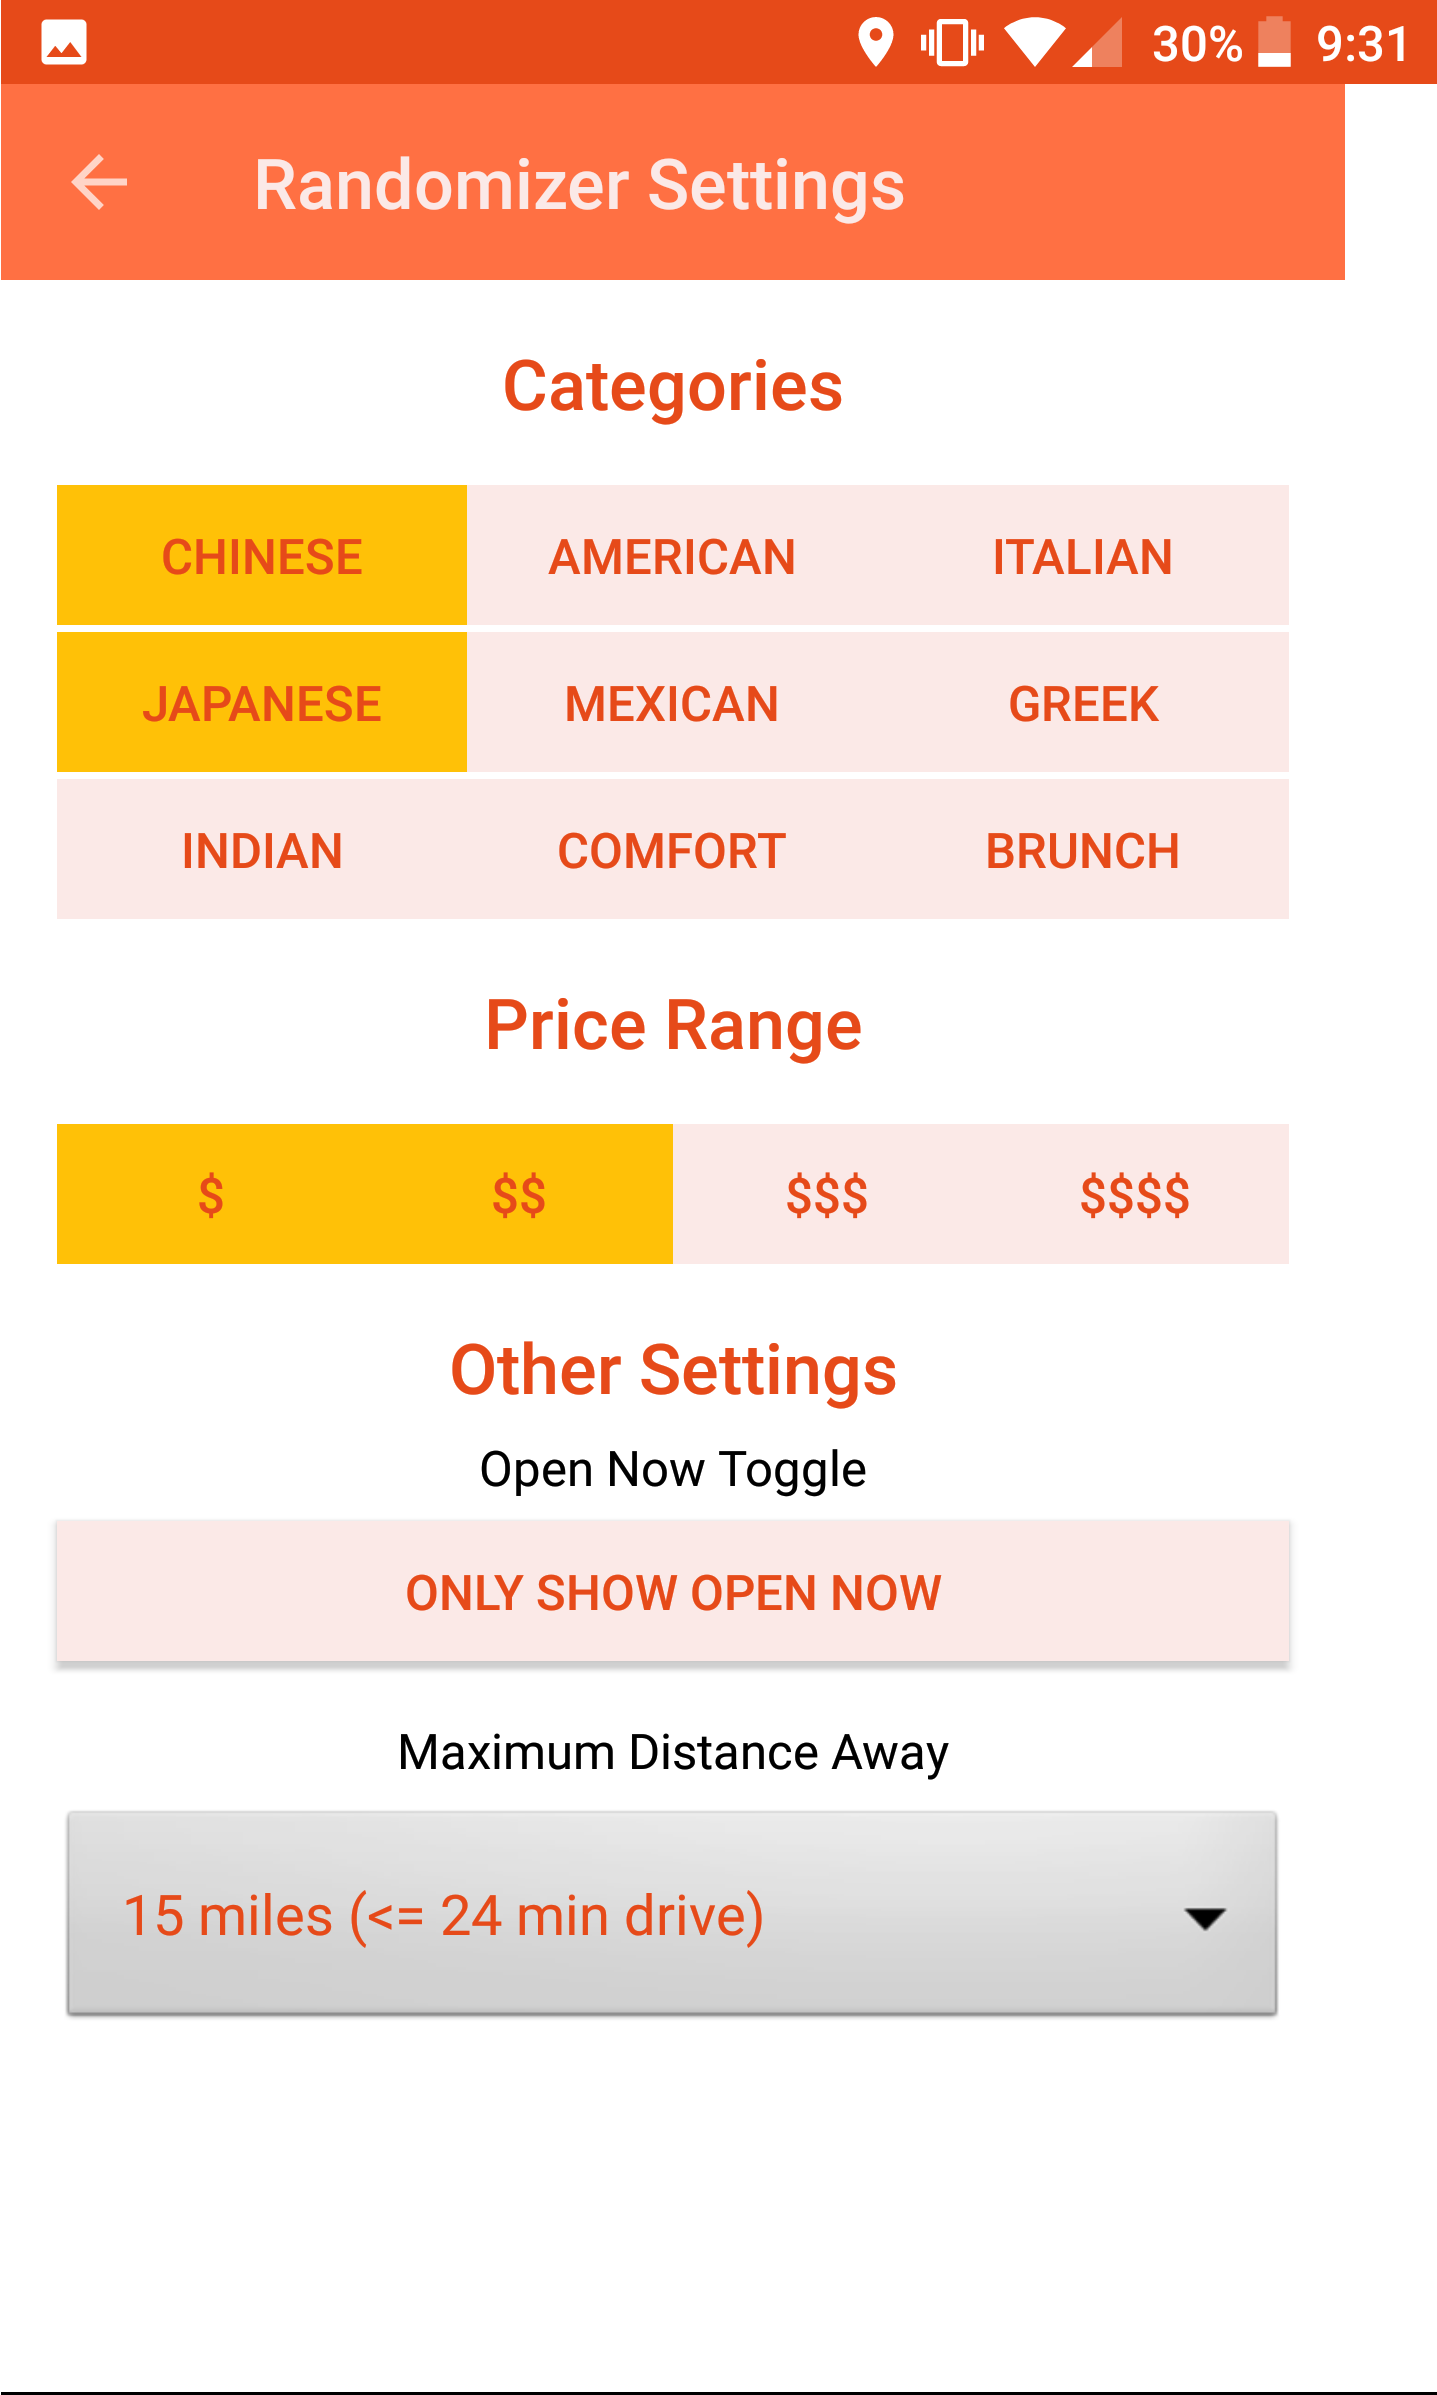 30% 9:31
Randomizer Settings
Categories
CHINESE AMERICAN ITALIAN
JAPANESE MEXICAN GREEK
INDIAN COMFORT BRUNCH
Price Range
$ $$ $$$ $$$$
Other Settings
Open Now Toggle
ONLY SHOW OPEN NOW
Maximum Distance Away
15 miles (<= 24 min drive)